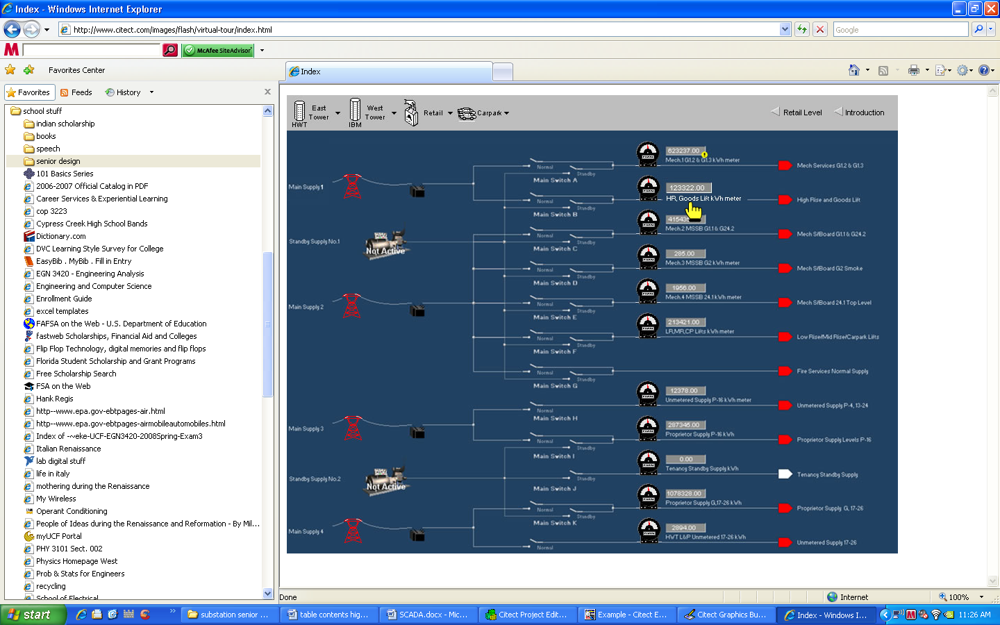 Index - Windows Internet Explorer
http://www.citect.com/images/flash/virtual-tour/index.html
Google
McAfee SiteAdvisor
Favorites Center
Index
Favorites
Feeds
History
school stuff
indian scholarship
books
speech
senior design
101 Basics Series
2006-2007 Official Catalog in PDF
Career Services & Experiential Learning
cop 3223
Cypress Creek High School Bands
Dictionary.com
DVC Learning Style Survey for College
EasyBib . MyBib . Fill in Entry
EGN 3420 - Engineering Analysis
Engineering and Computer Science
Enrollment Guide
excel templates
FAFSA on the Web - U.S. Department of Education
fastweb Scholarships, Financial Aid and Colleges
Flip Flop Technology, digital memories and flip flops
Florida Student Scholarship and Grant Programs
Free Scholarship Search
FSA on the Web
Hank Regis
http--www.epa.gov-ebtpages-air.html
http--www.epa.gov-ebtpages-airmobileautomobiles.html
Index of -~eke-UCF-EGN3420-2008Spring-Exam3
Italian Renaissance
lab digital stuff
life in italy
mothering during the Renaissance
My Wireless
Operant Conditioning
People of Ideas during the Renaissance and Reformation - By Mil...
myUCF Portal
PHY 3101 Sect. 002
Physics Homepage West
Prob & Stats for Engineers
recycling
School of Electrical
East Tower
HWT
West Tower
IBM
Retail
Carpark
Retail Level
Introduction
Main Supply 1
Standby Supply No.1
Not Active
Main Supply 2
Main Supply 3
Standby Supply No.2
Not Active
Main Supply 4
Normal
Standby
Main Switch A
Normal
Standby
Main Switch B
Normal
Standby
Main Switch C
Normal
Standby
Main Switch D
Normal
Standby
Main Switch E
Normal
Standby
Main Switch F
Normal
Standby
Main Switch G
Normal
Main Switch H
Normal
Standby
Main Switch I
Standby
Main Switch J
Normal
Standby
Main Switch K
Normal
623237.00
Mech.1 G1.2 & G1.3 kWh meter
Mech Services G1.2 & G1.3
123322.00
HR, Goods Lift kWh meter
High Rise and Goods Lift
Mech.2 MSSB G1.1 & G24.2
Mech S/Board G1.1 & G24.2
285.00
Mech.3 MSSB G2 kWh meter
Mech S/Board G2 Smoke
1956.00
Mech.4 MSSB 24.1 kWh meter
Mech S/Board 24.1 Top Level
213421.00
LR,MR,CP Lifts kWh meter
Low Rise/Mid Rise/Carpark Lifts
Fire Services Normal Supply
12378.00
Unmetered Supply P-16 kWh meter
Unmetered Supply P-4, 13-24
287345.00
Proprietor Supply P-16 kWh
Proprietor Supply Levels P-16
0.00
Tenancy Standby Supply kWh
Tenancy Standby Supply
1078328.00
Proprietor Supply G,17-26 kWh
Proprietor Supply G, 17-26
2894.00
HWT L&P Unmetered 17-26 kWh
Unmetered Supply 17-26
Done
Internet
100%
start
substation senior ...
table contents hig...
SCADA.docx - Mic...
Citect Project Edit...
Example - Citect E...
Citect Graphics Bu...
Index - Windows I...
11:26 AM